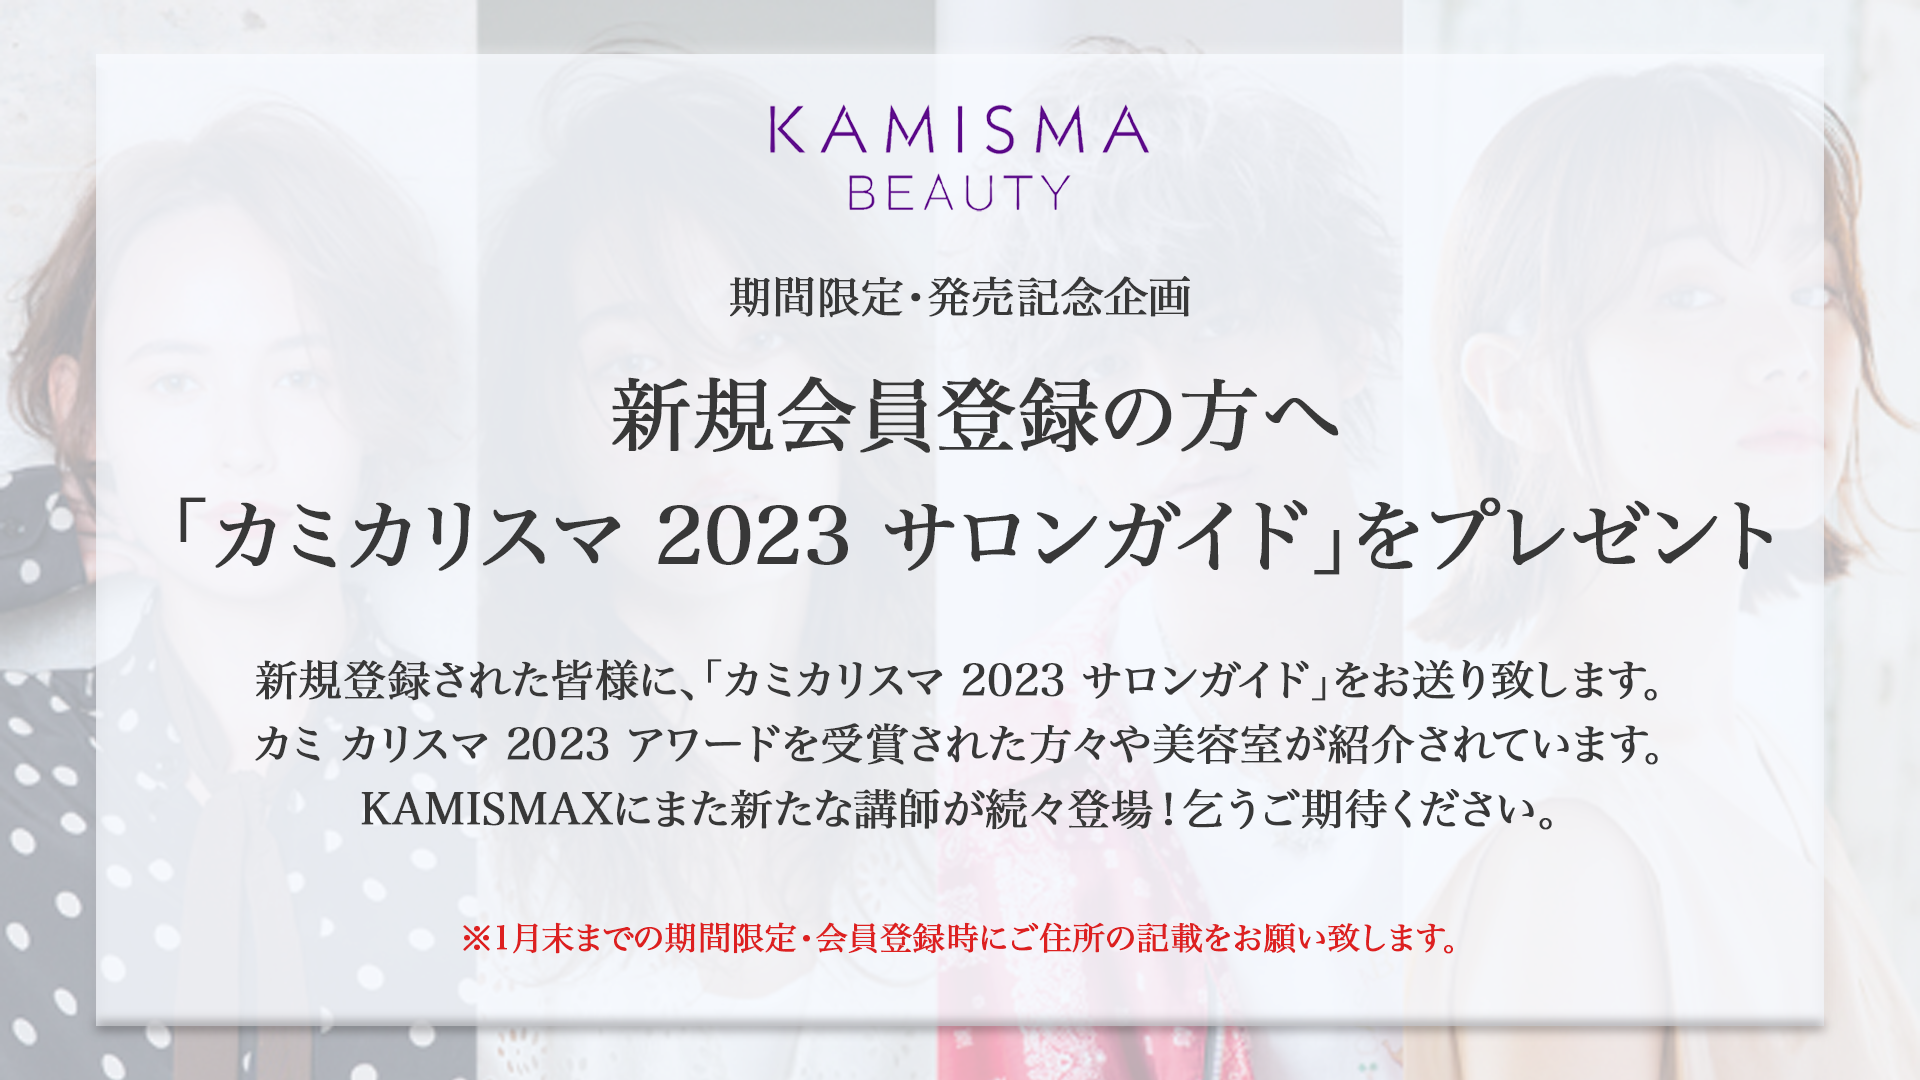 KAMISMA
BEAUTY
期間限定・発売記念企画
新規会員登録の方へ
「カミカリスマ 2023 サロンガイド」をプレゼント
新規登録された皆様に、「カミカリスマ 2023 サロンガイド」をお送り致します。
カミ カリスマ 2023 アワードを受賞された方々や美容室が紹介されています。
KAMISMAXにまた新たな講師が続々登場！乞うご期待ください。
※1月末までの期間限定・会員登録時にご住所の記載をお願い致します。